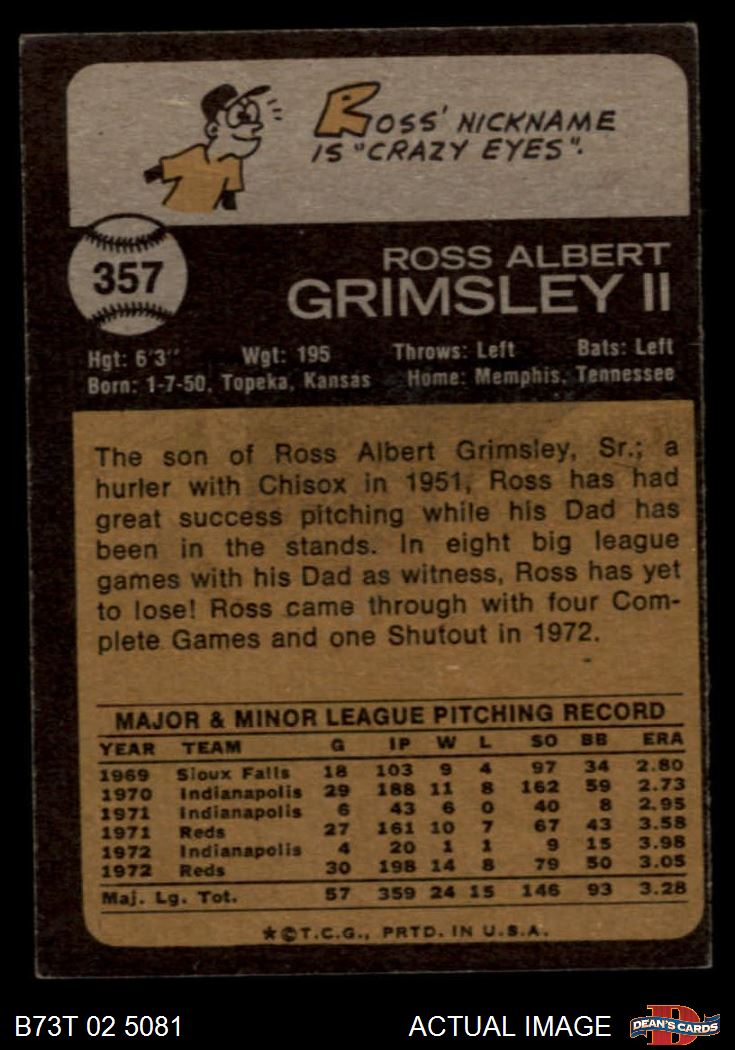 ROSS' NICKNAME
IS "CRAZY EYES".
357
ROSS ALBERT
GRIMSLEY II
Hgt: 6'3" Wgt: 195 Throws: Left Bats: Left
Born: 1-7-50, Topeka, Kansas Home: Memphis, Tennessee
The son of Ross Albert Grimsley, Sr.; a
hurler with Chisox in 1951, Ross has had
great success pitching while his Dad has
been in the stands. In eight big league
games with his Dad as witness, Ross has yet
to lose! Ross came through with four Com-
plete Games and one Shutout in 1972.
MAJOR & MINOR LEAGUE PITCHING RECORD
YEAR TEAM G IP W L SO BB ERA
1969 Sioux Falls 18 103 9 4 97 34 2.80
1970 Indianapolis 29 188 11 8 162 59 2.73
1971 Indianapolis 6 43 6 0 40 8 2.95
1971 Reds 27 161 10 7 67 43 3.58
1972 Indianapolis 4 20 1 1 9 15 3.98
1972 Reds 30 198 14 8 79 50 3.05
Maj. Lg. Tot. 57 359 24 15 146 93 3.28
★©T.C.G., PRTD. IN U.S.A.
B73T 02 5081 ACTUAL IMAGE D DEAN'S CARDS